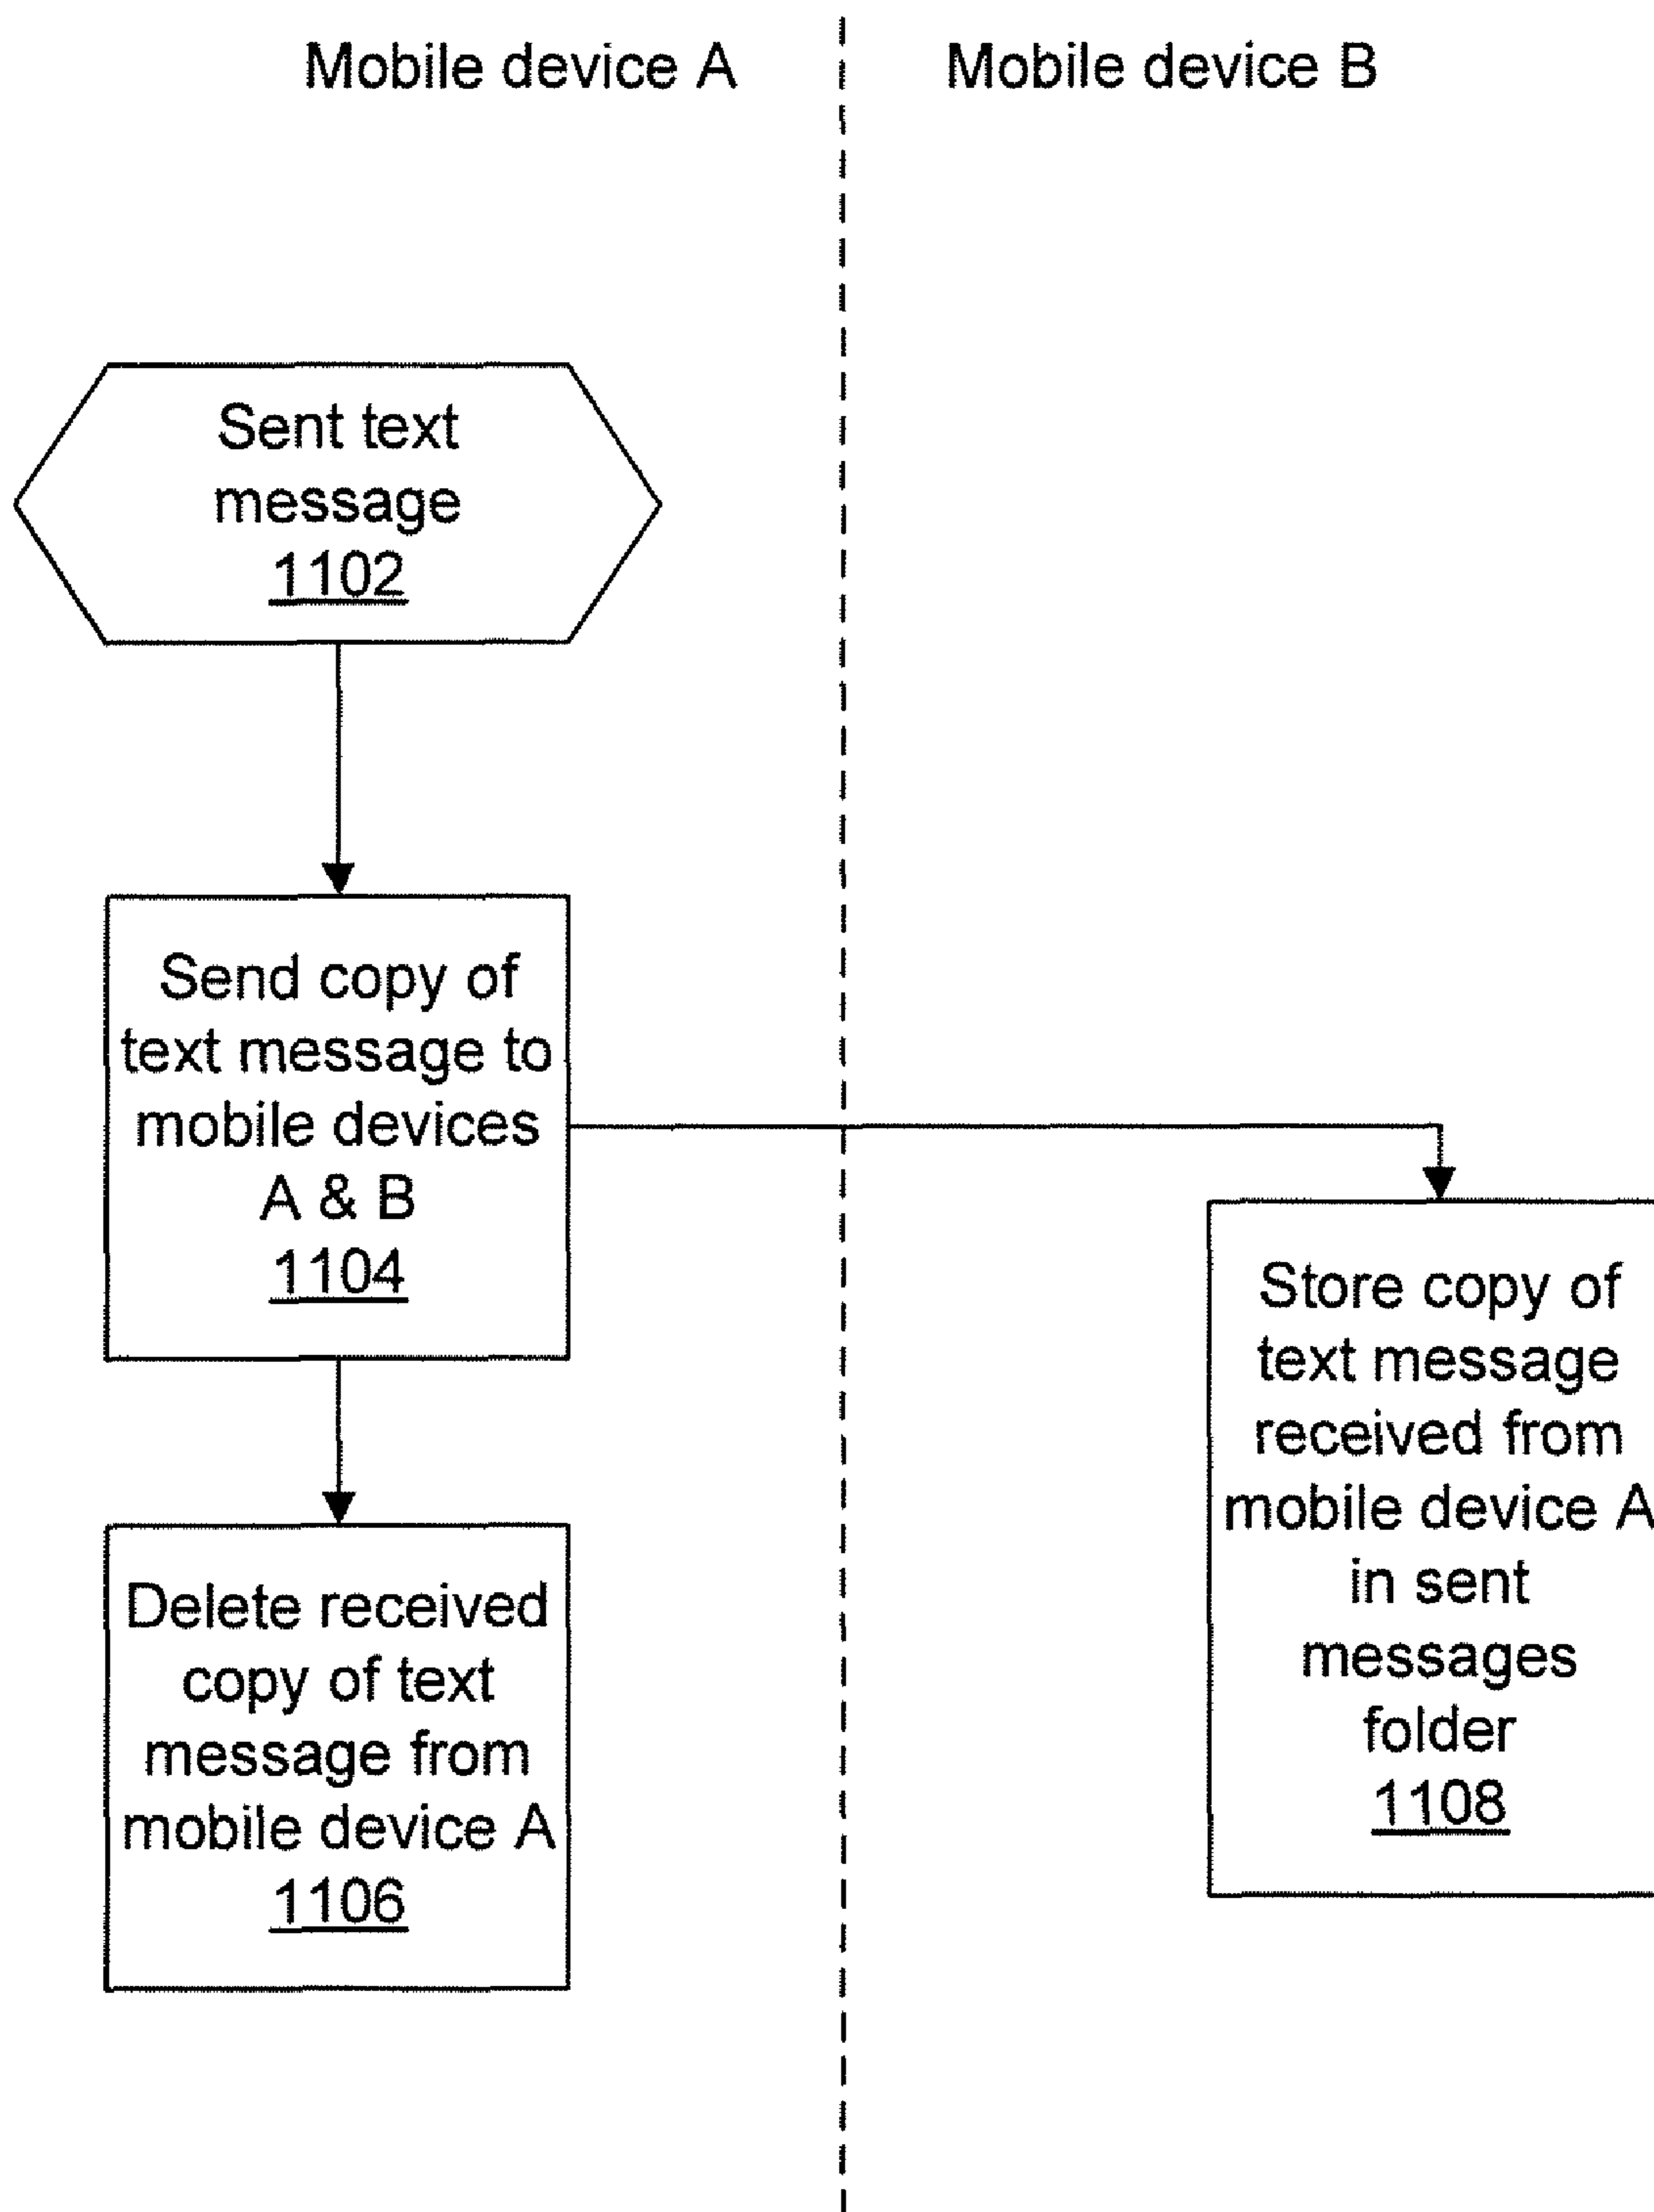 Mobile device A
Mobile device B
Sent text
message
1102
Send copy of
text message to
mobile devices
A & B
1104
Delete received
copy of text
message from
mobile device A
1106
Store copy of
text message
received from
mobile device A
in sent
messages
folder
1108